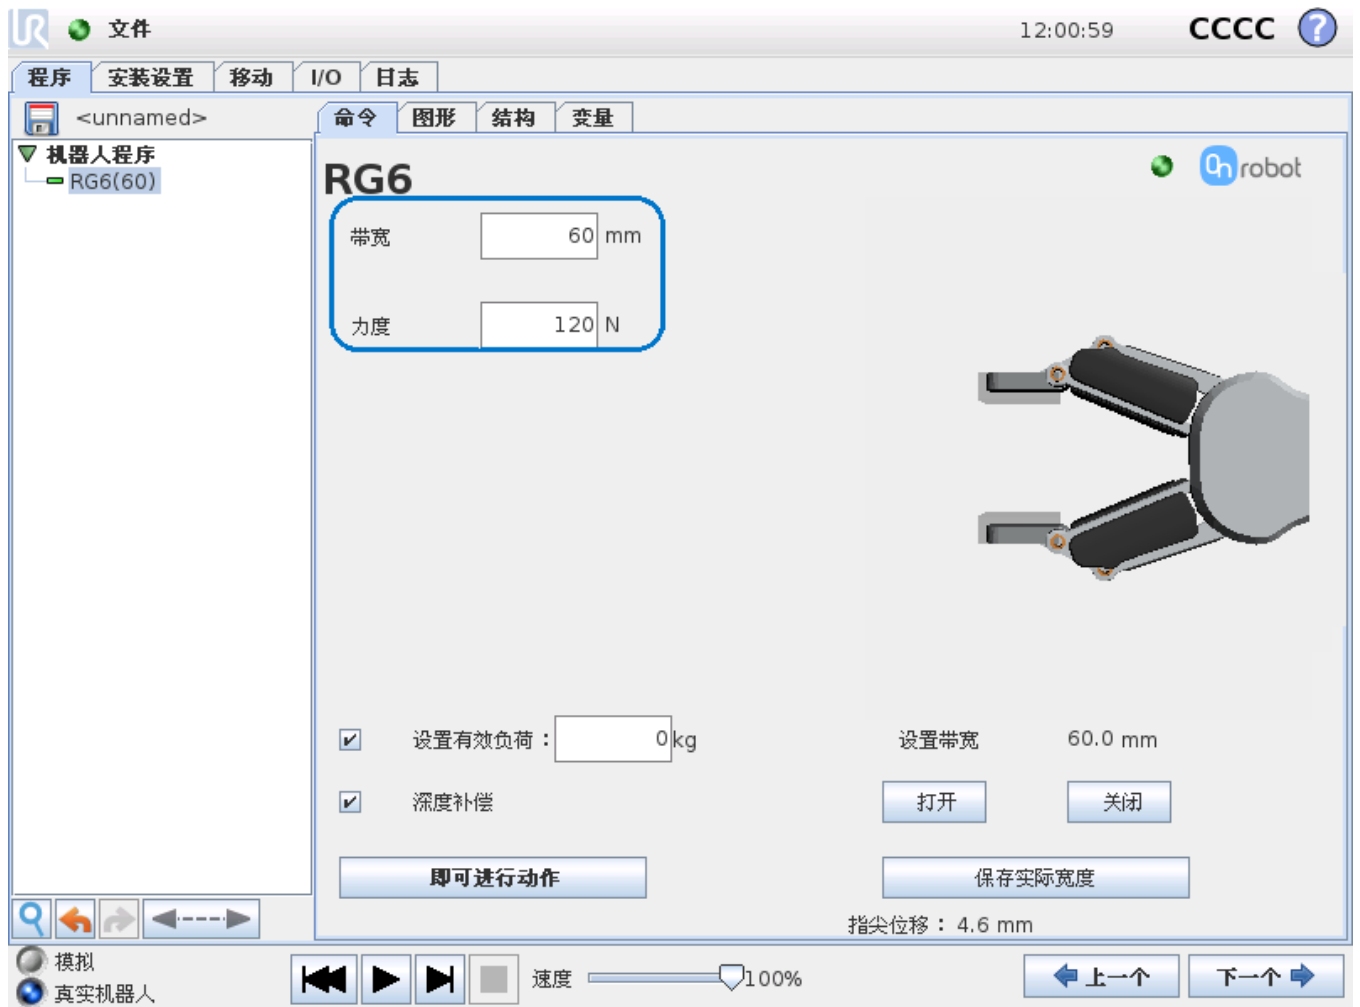 UR 文件 12:00:59 CCCC ?
程序 安装设置 移动 I/O 日志
<unnamed> 命令 图形 结构 变量
机器人程序
RG6(60)
RG6 On robot
带宽 60 mm
力度 120 N
设置有效负荷： 0 kg 设置带宽 60.0 mm
深度补偿 打开 关闭
即可进行动作 保存实际宽度
指尖位移： 4.6 mm
模拟
真实机器人
速度 100% 上一个 下一个